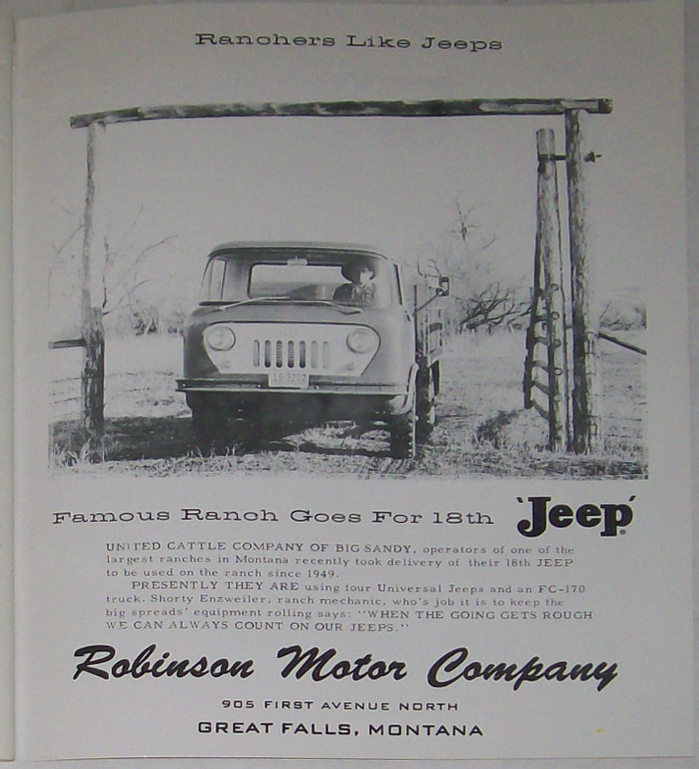 Ranchers Like Jeeps
Famous Ranch Goes For 18th 'Jeep'®
UNITED CATTLE COMPANY OF BIG SANDY, operators of one of the
largest ranches in Montana recently took delivery of their 18th JEEP
to be used on the ranch since 1949.
PRESENTLY THEY ARE using four Universal Jeeps and an FC-170
truck. Shorty Enzweiler, ranch mechanic, who's job it is to keep the
big spreads' equipment rolling says: "WHEN THE GOING GETS ROUGH
WE CAN ALWAYS COUNT ON OUR JEEPS."
Robinson Motor Company
905 FIRST AVENUE NORTH
GREAT FALLS, MONTANA